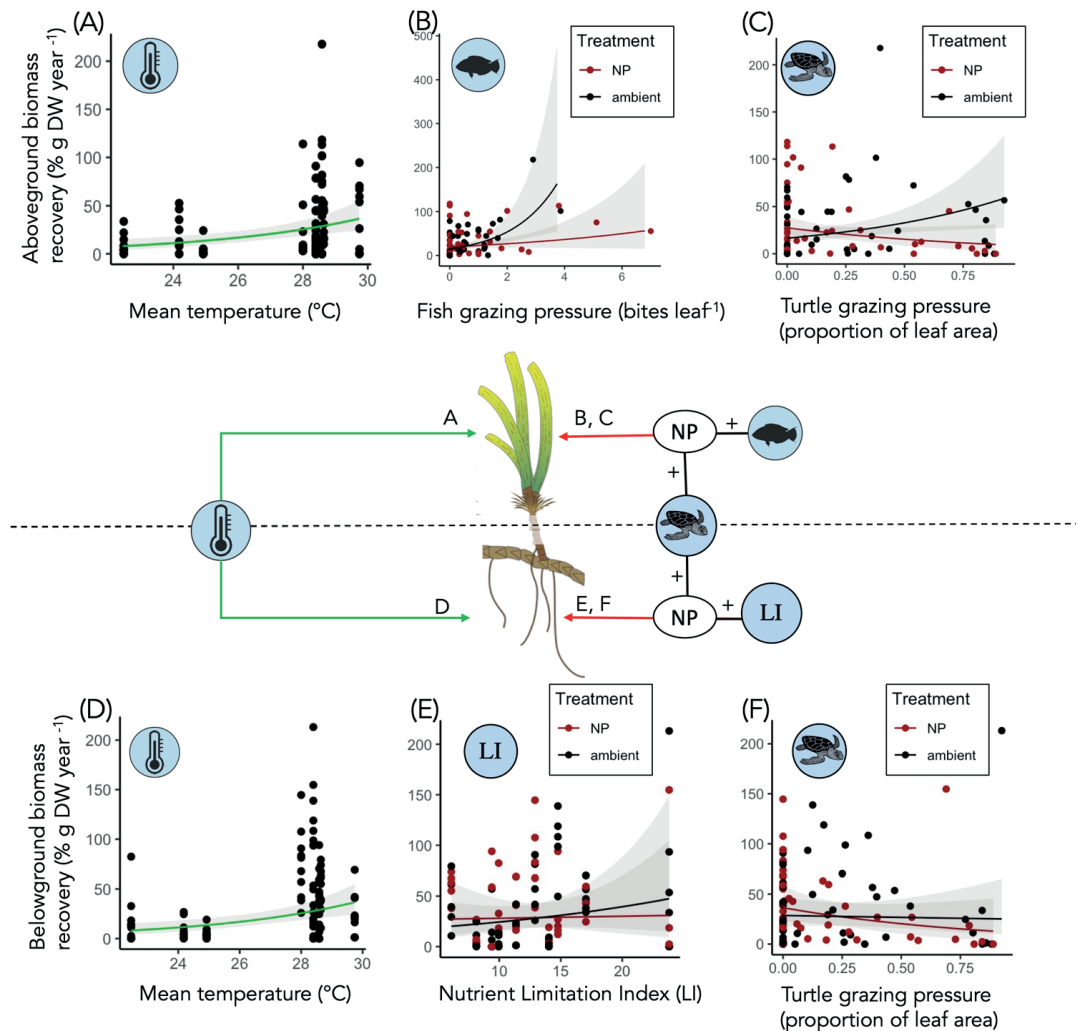 (A)
Aboveground biomass
recovery (% g DW year -1)
200
150
100
50
0
24
26
28
30
Mean temperature (°C)
(B)
500
400
300
200
100
0
0
2
4
6
Fish grazing pressure (bites leaf-1)
Treatment
NP
ambient
(C)
200
150
100
50
0
0.00
0.25
0.50
0.75
Turtle grazing pressure
(proportion of leaf area)
Treatment
NP
ambient
A
B, C
NP
+
+
D
E, F
+
NP
+
LI
(D)
Belowground biomass
recovery (% g DW year -1)
200
150
100
50
0
24
26
28
30
Mean temperature (°C)
(E)
LI
Treatment
NP
ambient
200
150
100
50
0
10
15
20
Nutrient Limitation Index (LI)
(F)
Treatment
NP
ambient
200
150
100
50
0
0.00
0.25
0.50
0.75
Turtle grazing pressure
(proportion of leaf area)